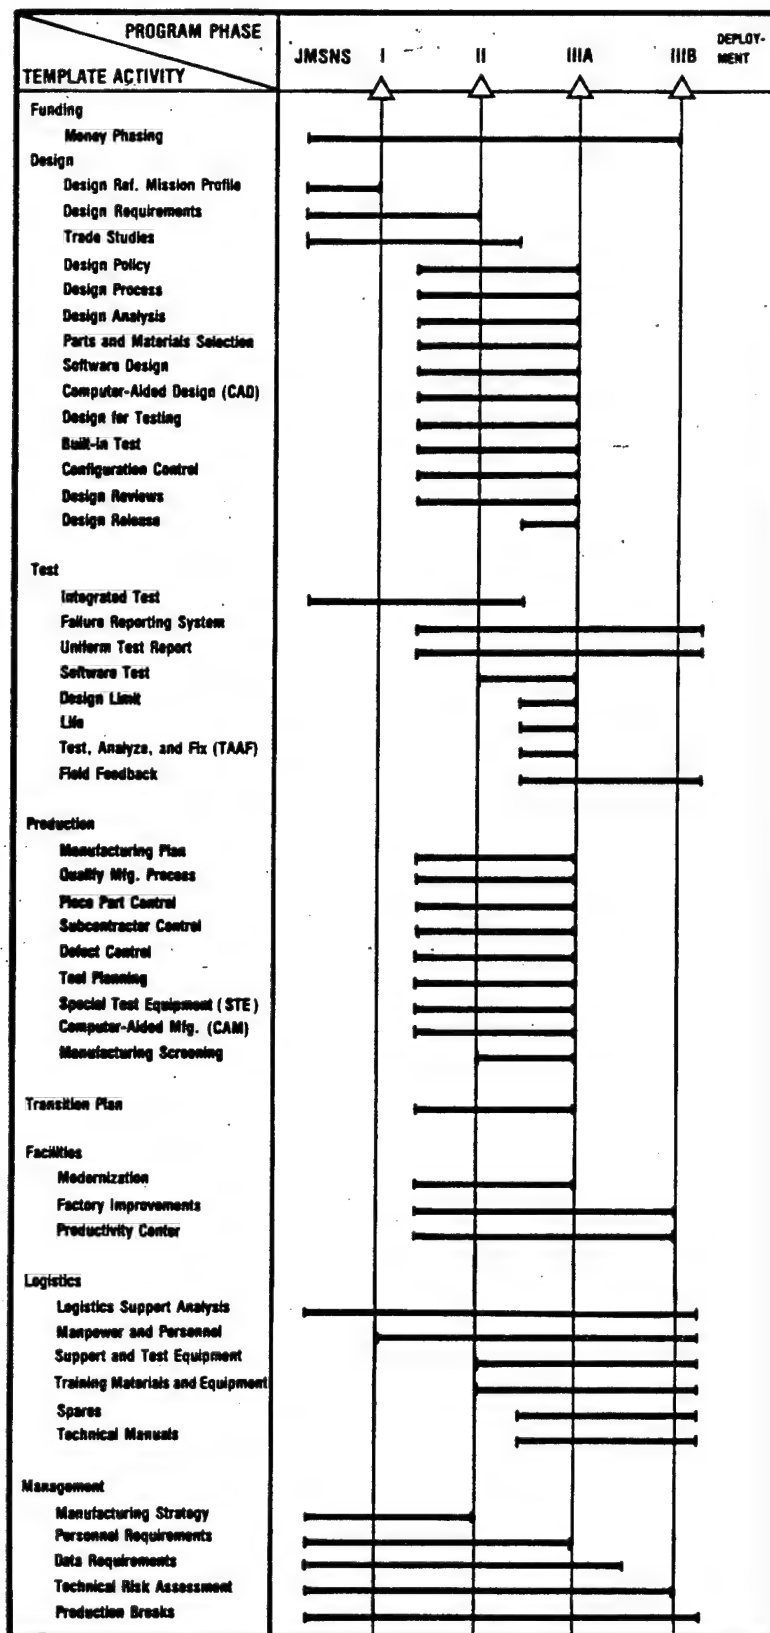 PROGRAM PHASE
TEMPLATE ACTIVITY
JMSNS I II IIIA IIIB DEPLOY-
MENT
Funding
Money Phasing
Design
Design Ref. Mission Profile
Design Requirements
Trade Studies
Design Policy
Design Process
Design Analysis
Parts and Materials Selection
Software Design
Computer-Aided Design (CAD)
Design for Testing
Built-in Test
Configuration Control
Design Reviews
Design Release
Test
Integrated Test
Failure Reporting System
Uniform Test Report
Software Test
Design Limit
Life
Test, Analyze, and Fix (TAAF)
Field Feedback
Production
Manufacturing Plan
Qualify Mfg. Process
Piece Part Control
Subcontractor Control
Defect Control
Tool Planning
Special Test Equipment (STE)
Computer-Aided Mfg. (CAM)
Manufacturing Screening
Transition Plan
Facilities
Modernization
Factory Improvements
Productivity Center
Logistics
Logistics Support Analysis
Manpower and Personnel
Support and Test Equipment
Training Materials and Equipment
Spares
Technical Manuals
Management
Manufacturing Strategy
Personnel Requirements
Data Requirements
Technical Risk Assessment
Production Breaks